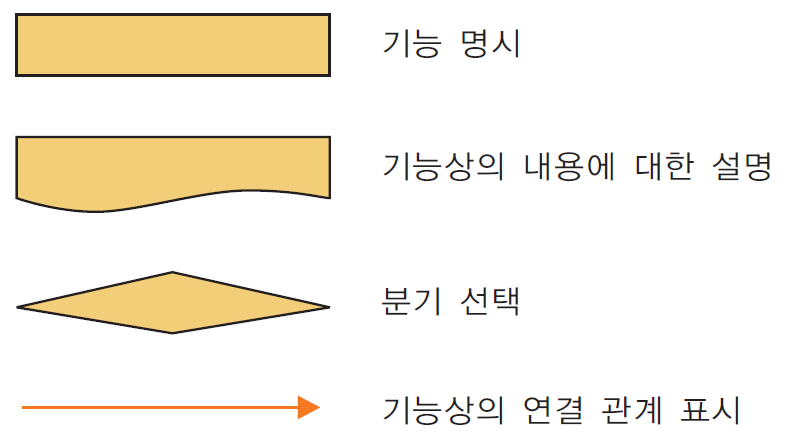 기능 명시
기능상의 내용에 대한 설명
분기 선택
기능상의 연결 관계 표시